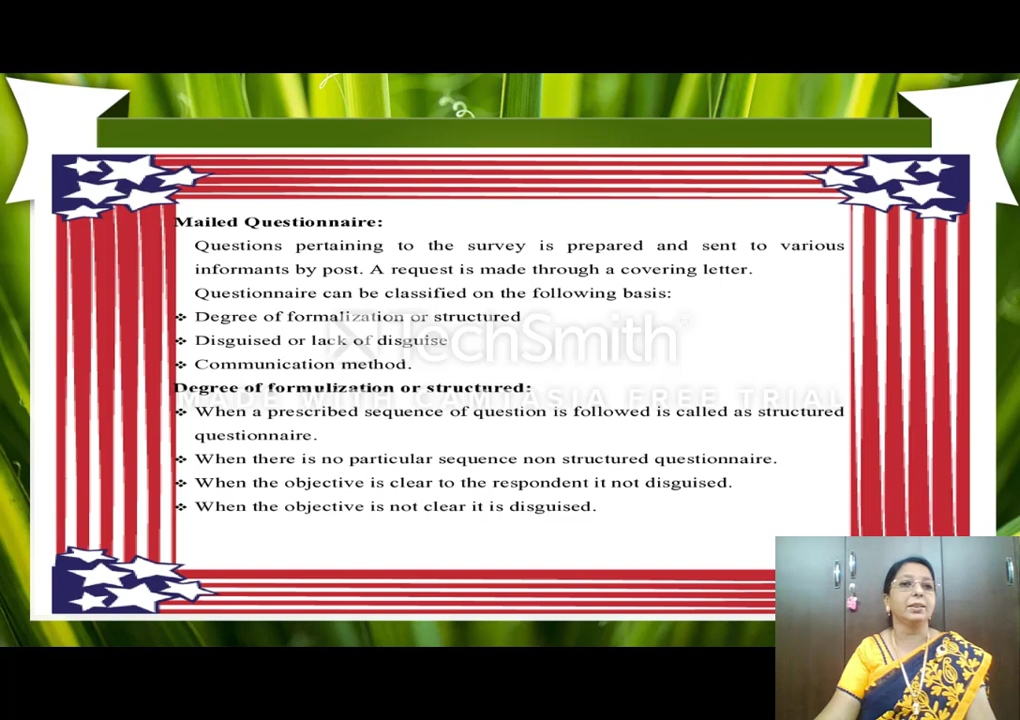 Mailed Questionnaire:
Questions pertaining to the survey is prepared and sent to various
informants by post. A request is made through a covering letter.
Questionnaire can be classified on the following basis:
❖ Degree of formalization or structured
❖ Disguised or lack of disguise
❖ Communication method.
TechSmith
Degree of formulization or structured:
MADE WITH CAMTASIA FREE TRIAL
❖ When a prescribed sequence of question is followed is called as structured
questionnaire.
❖ When there is no particular sequence non structured questionnaire.
❖ When the objective is clear to the respondent it not disguised.
❖ When the objective is not clear it is disguised.